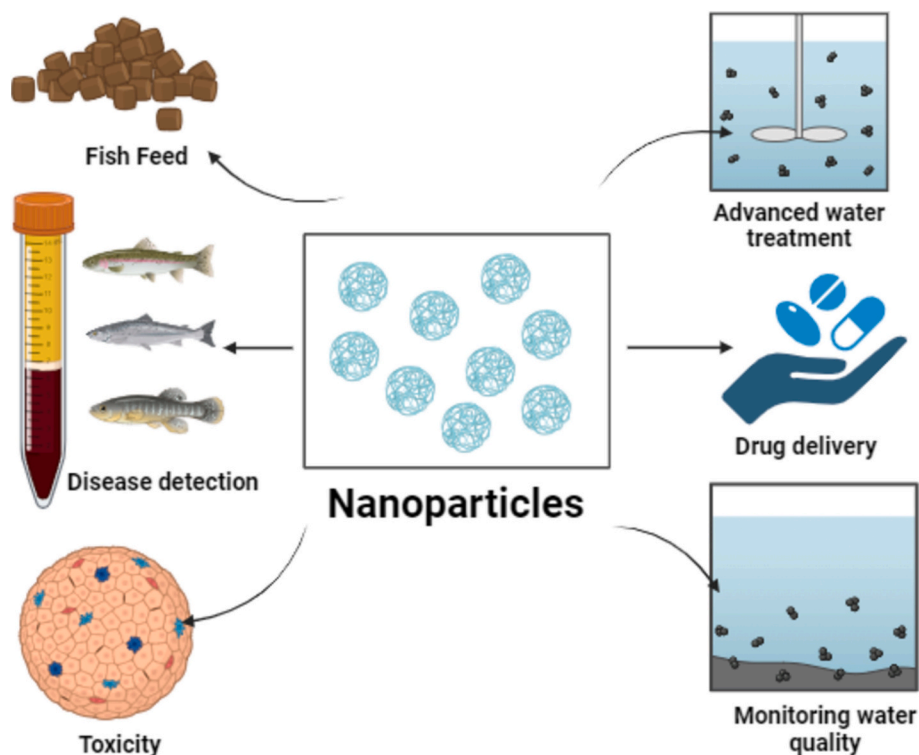 Fish Feed
Advanced water
treatment
Disease detection
Nanoparticles
Drug delivery
Toxicity
Monitoring water
quality